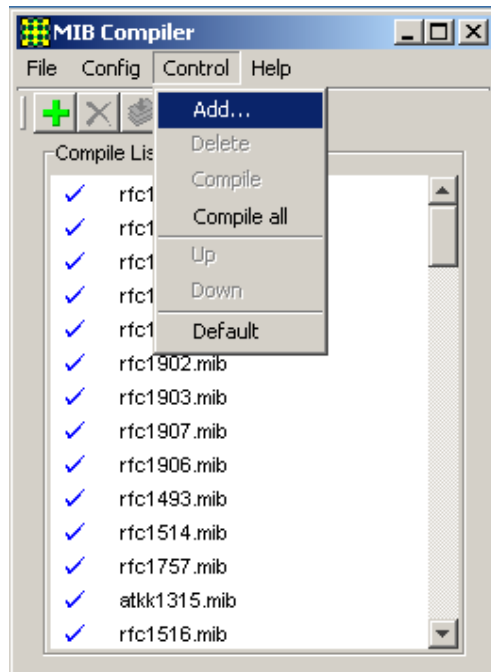 MIB Compiler
File Config Control Help
Add...
Delete
Compile
Compile all
Up
Down
Default
Compile Lis
rfc1
rfc1
rfc1
rfc1
rfc1
rfc1902.mib
rfc1903.mib
rfc1907.mib
rfc1906.mib
rfc1493.mib
rfc1514.mib
rfc1757.mib
atkk1315.mib
rfc1516.mib